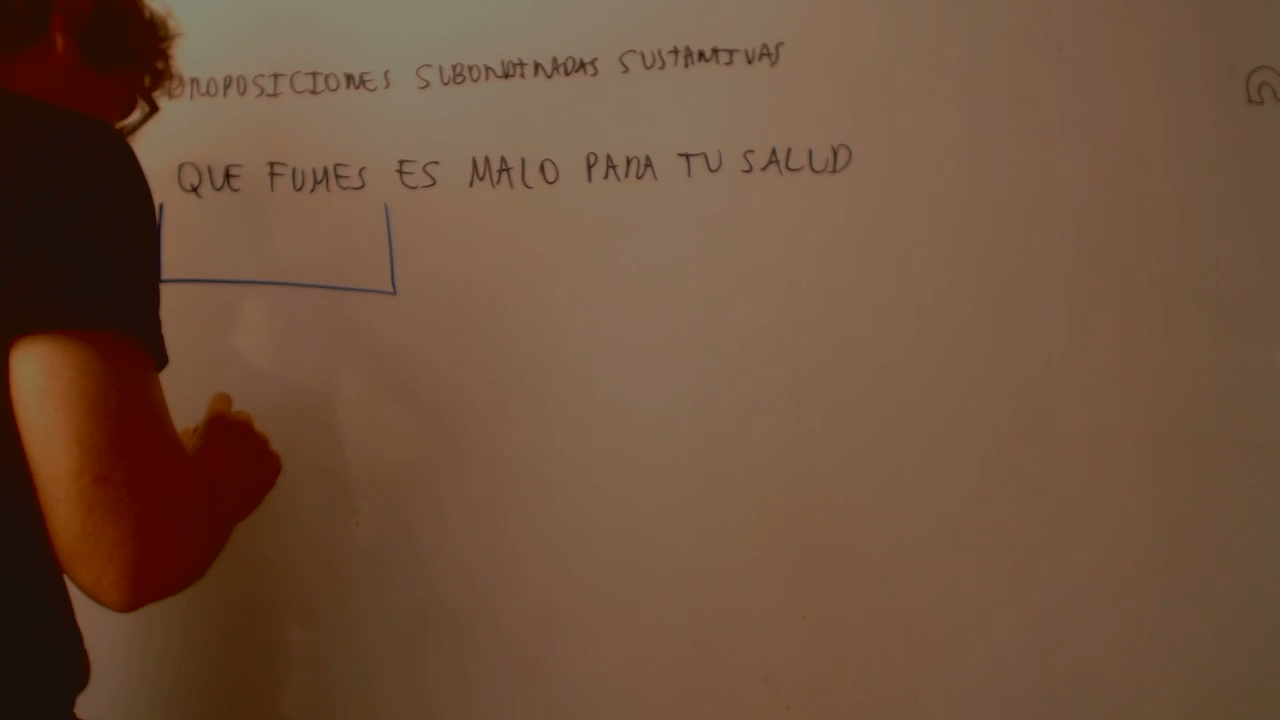 PROPOSICIONES SUBORDINADAS SUSTANTIVAS
QUE FUMES ES MALO PARA TU SALUD